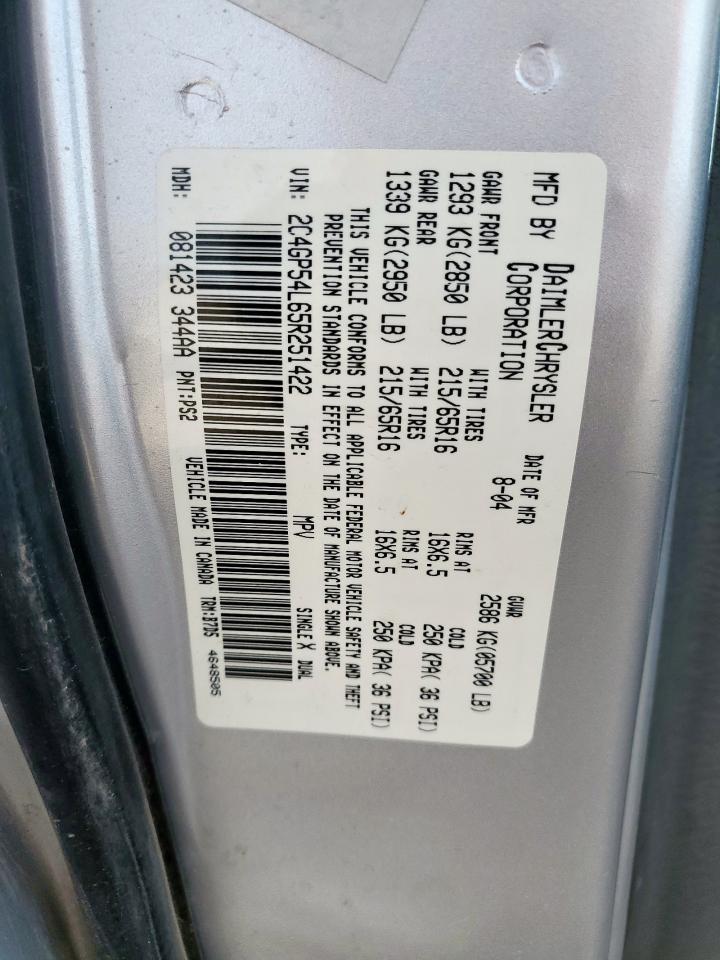 MFD BY DAIMLERCHRYSLER CORPORATION
DATE OF MFR 8-04
GVWR 2586 KG(05700 LB)
GAWR FRONT WITH TIRES RIMS AT COLD
1293 KG(2850 LB) 215/65R16 16X6.5 250 KPA( 36 PSI)
GAWR REAR WITH TIRES RIMS AT COLD
1339 KG(2950 LB) 215/65R16 16X6.5 250 KPA( 36 PSI)
THIS VEHICLE CONFORMS TO ALL APPLICABLE FEDERAL MOTOR VEHICLE SAFETY AND THEFT
PREVENTION STANDARDS IN EFFECT ON THE DATE OF MANUFACTURE SHOWN ABOVE.
VIN: 2C4GP54L65R251422 TYPE: MPV SINGLE X DUAL
MDH: 081423 344AA PNT:PS2 VEHICLE MADE IN CANADA TRM:B7D5
4648505